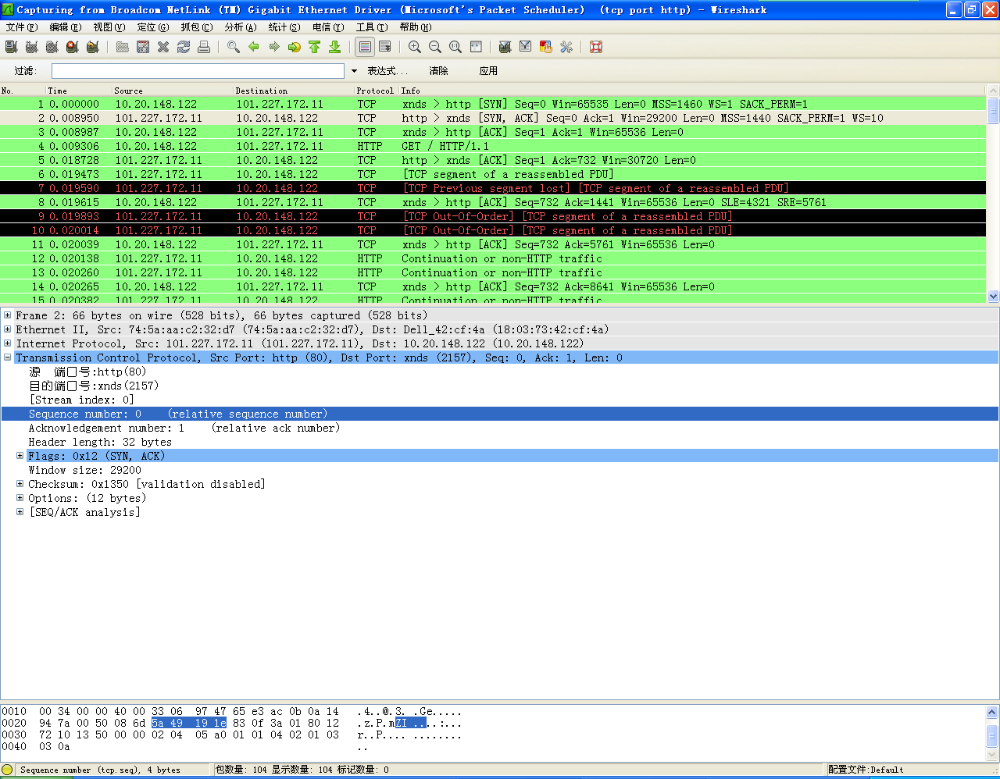 Capturing from Broadcom NetLink (TM) Gigabit Ethernet Driver (Microsoft's Packet Scheduler)  (tcp port http) - Wireshark
文件(F) 编辑(E) 视图(V) 定位(G) 抓包(C) 分析(A) 统计(S) 电信(Y) 工具(T) 帮助(H)
过滤: 表达式... 清除 应用
No. Time Source Destination Protocol Info
1 0.000000 10.20.148.122 101.227.172.11 TCP xnds > http [SYN] Seq=0 Win=65535 Len=0 MSS=1460 WS=1 SACK_PERM=1
2 0.008950 101.227.172.11 10.20.148.122 TCP http > xnds [SYN, ACK] Seq=0 Ack=1 Win=29200 Len=0 MSS=1440 SACK_PERM=1 WS=10
3 0.008987 10.20.148.122 101.227.172.11 TCP xnds > http [ACK] Seq=1 Ack=1 Win=65536 Len=0
4 0.009306 10.20.148.122 101.227.172.11 HTTP GET / HTTP/1.1
5 0.018728 101.227.172.11 10.20.148.122 TCP http > xnds [ACK] Seq=1 Ack=732 Win=30720 Len=0
6 0.019473 101.227.172.11 10.20.148.122 TCP [TCP segment of a reassembled PDU]
7 0.019590 101.227.172.11 10.20.148.122 TCP [TCP Previous segment lost] [TCP segment of a reassembled PDU]
8 0.019615 10.20.148.122 101.227.172.11 TCP xnds > http [ACK] Seq=732 Ack=1441 Win=65536 Len=0 SLE=4321 SRE=5761
9 0.019893 101.227.172.11 10.20.148.122 TCP [TCP Out-Of-Order] [TCP segment of a reassembled PDU]
10 0.020014 101.227.172.11 10.20.148.122 TCP [TCP Out-Of-Order] [TCP segment of a reassembled PDU]
11 0.020039 10.20.148.122 101.227.172.11 TCP xnds > http [ACK] Seq=732 Ack=5761 Win=65536 Len=0
12 0.020138 101.227.172.11 10.20.148.122 HTTP Continuation or non-HTTP traffic
13 0.020260 101.227.172.11 10.20.148.122 HTTP Continuation or non-HTTP traffic
14 0.020265 10.20.148.122 101.227.172.11 TCP xnds > http [ACK] Seq=732 Ack=8641 Win=65536 Len=0
15 0.020382 101.227.172.11 10.20.148.122 HTTP Continuation or non-HTTP traffic
Frame 2: 66 bytes on wire (528 bits), 66 bytes captured (528 bits)
Ethernet II, Src: 74:5a:aa:c2:32:d7 (74:5a:aa:c2:32:d7), Dst: Dell_42:cf:4a (18:03:73:42:cf:4a)
Internet Protocol, Src: 101.227.172.11 (101.227.172.11), Dst: 10.20.148.122 (10.20.148.122)
Transmission Control Protocol, Src Port: http (80), Dst Port: xnds (2157), Seq: 0, Ack: 1, Len: 0
源  端口号:http(80)
目的端口号:xnds(2157)
[Stream index: 0]
Sequence number: 0    (relative sequence number)
Acknowledgement number: 1    (relative ack number)
Header length: 32 bytes
Flags: 0x12 (SYN, ACK)
Window size: 29200
Checksum: 0x1350 [validation disabled]
Options: (12 bytes)
[SEQ/ACK analysis]
0010  00 34 00 00 40 00 33 06  97 47 65 e3 ac 0b 0a 14   .4..@.3. .Ge.....
0020  94 7a 00 50 08 6d 5a 49  19 1e 83 0f 3a 01 80 12   .z.P.mZI ....:...
0030  72 10 13 50 00 00 02 04  05 a0 01 01 04 02 01 03   r..P.... ........
0040  03 0a   ..
Sequence number (tcp.seq), 4 bytes 包数量: 104 显示数量: 104 标记数量: 0 配置文件:Default